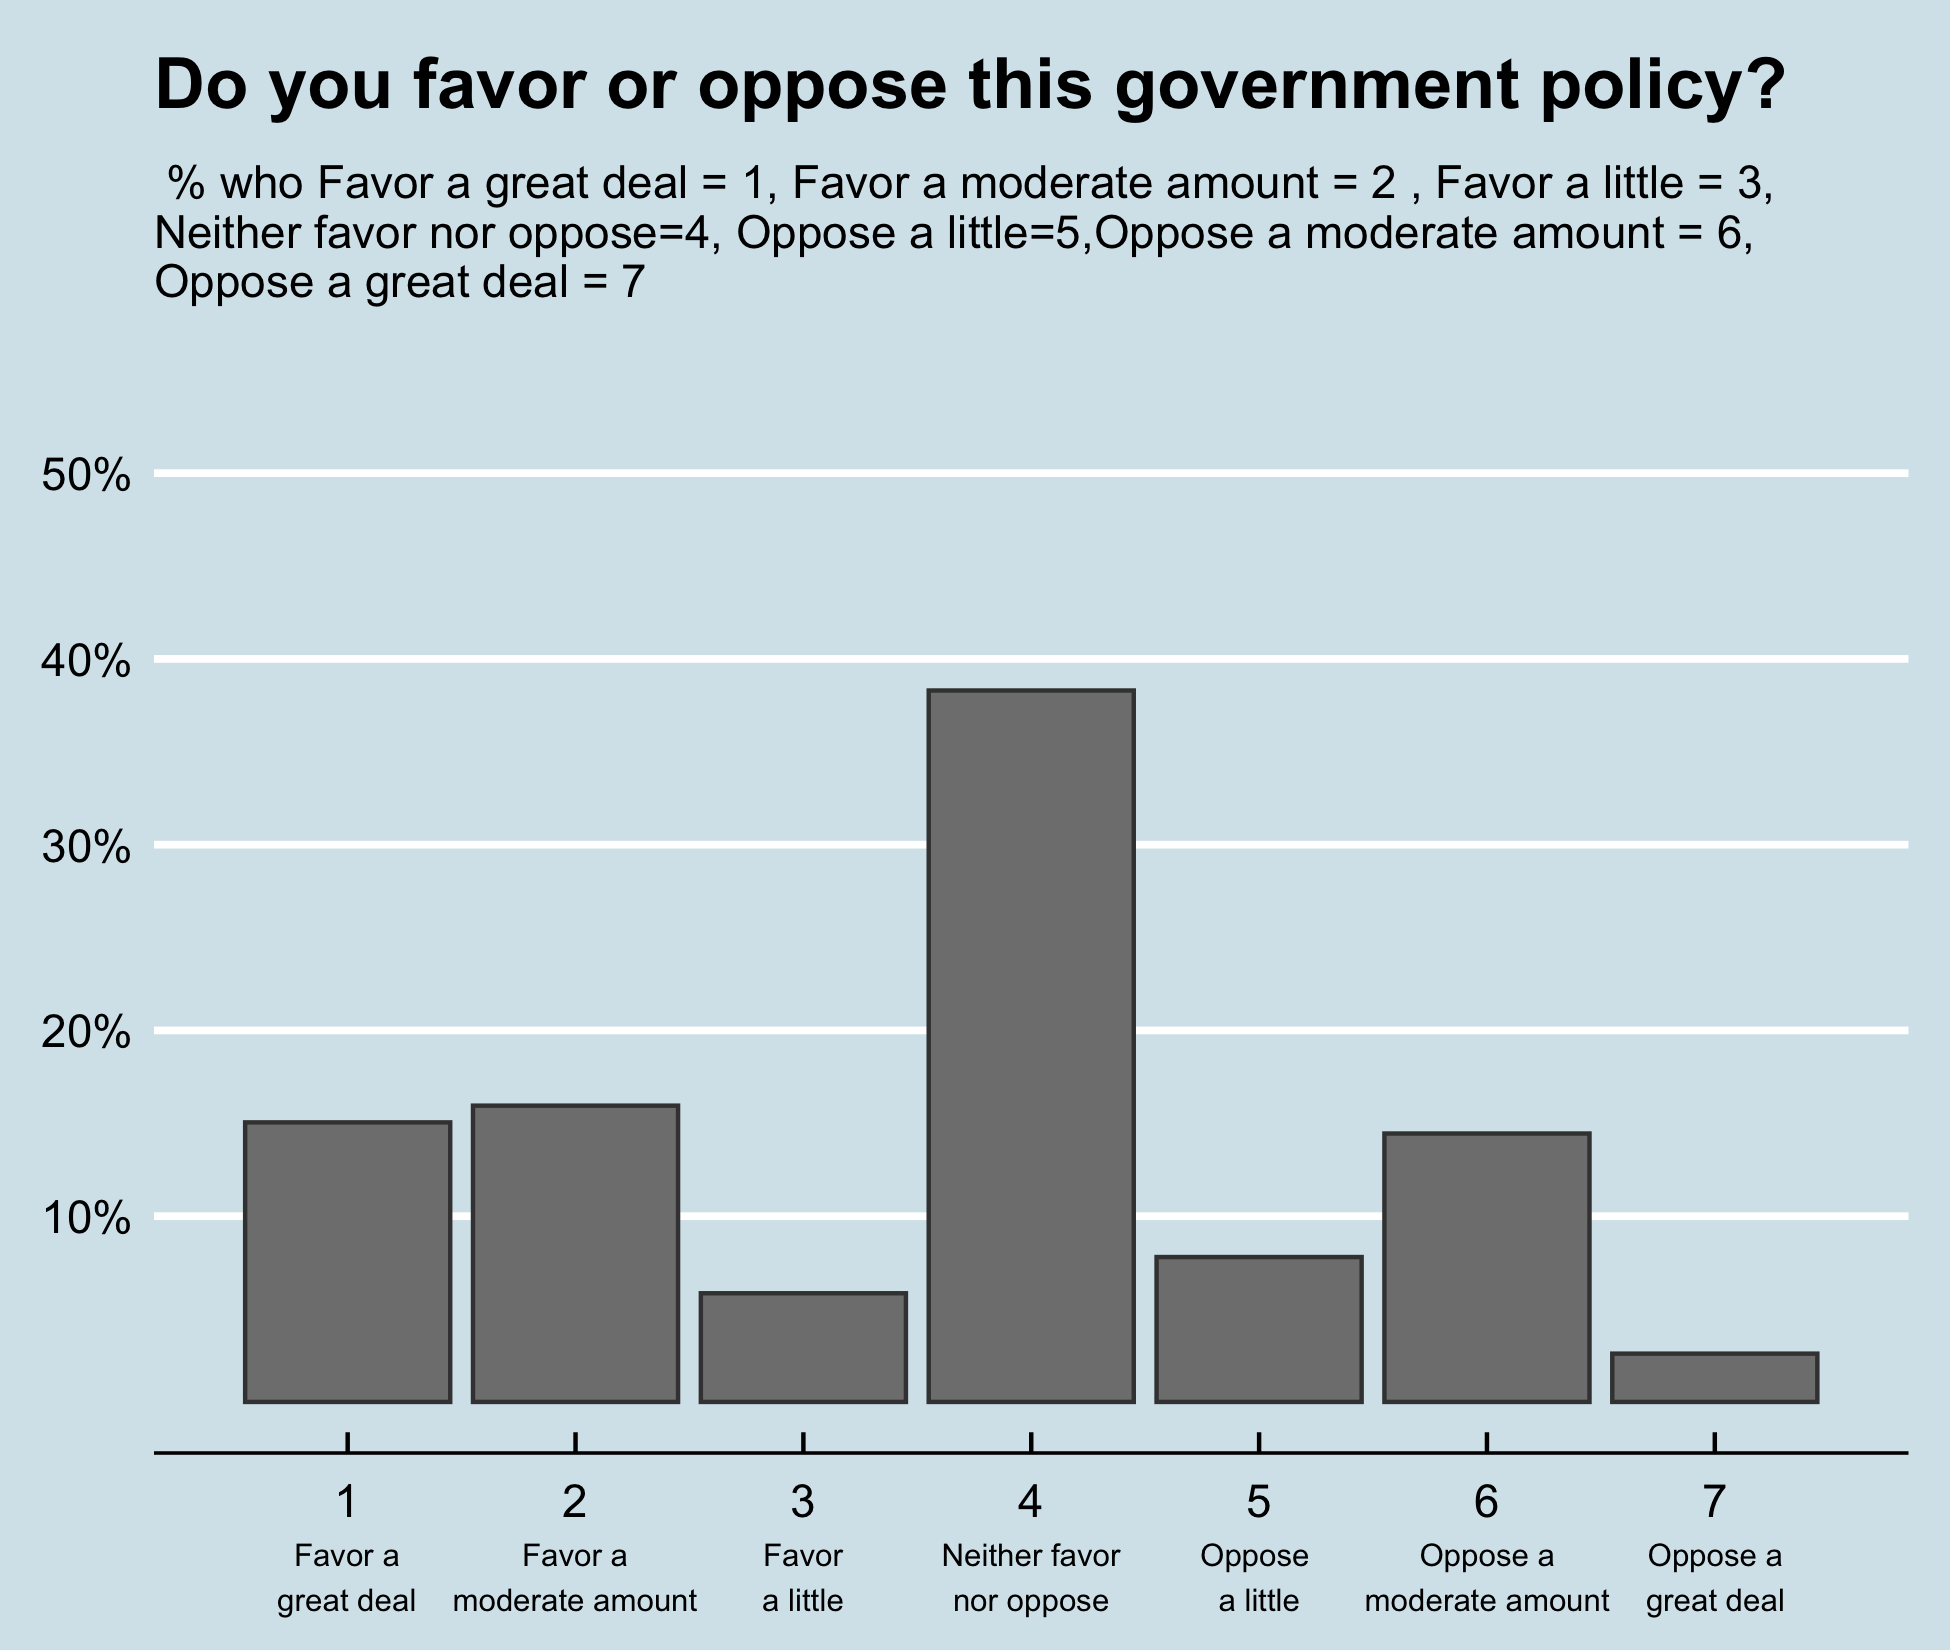 Do you favor or oppose this government policy?
% who Favor a great deal = 1, Favor a moderate amount = 2 , Favor a little = 3,
Neither favor nor oppose=4, Oppose a little=5,Oppose a moderate amount = 6,
Oppose a great deal = 7
50%
40%
30%
20%
10%
1 2 3 4 5 6 7
Favor a Favor a Favor Neither favor Oppose Oppose a Oppose a
great deal moderate amount a little nor oppose a little moderate amount great deal